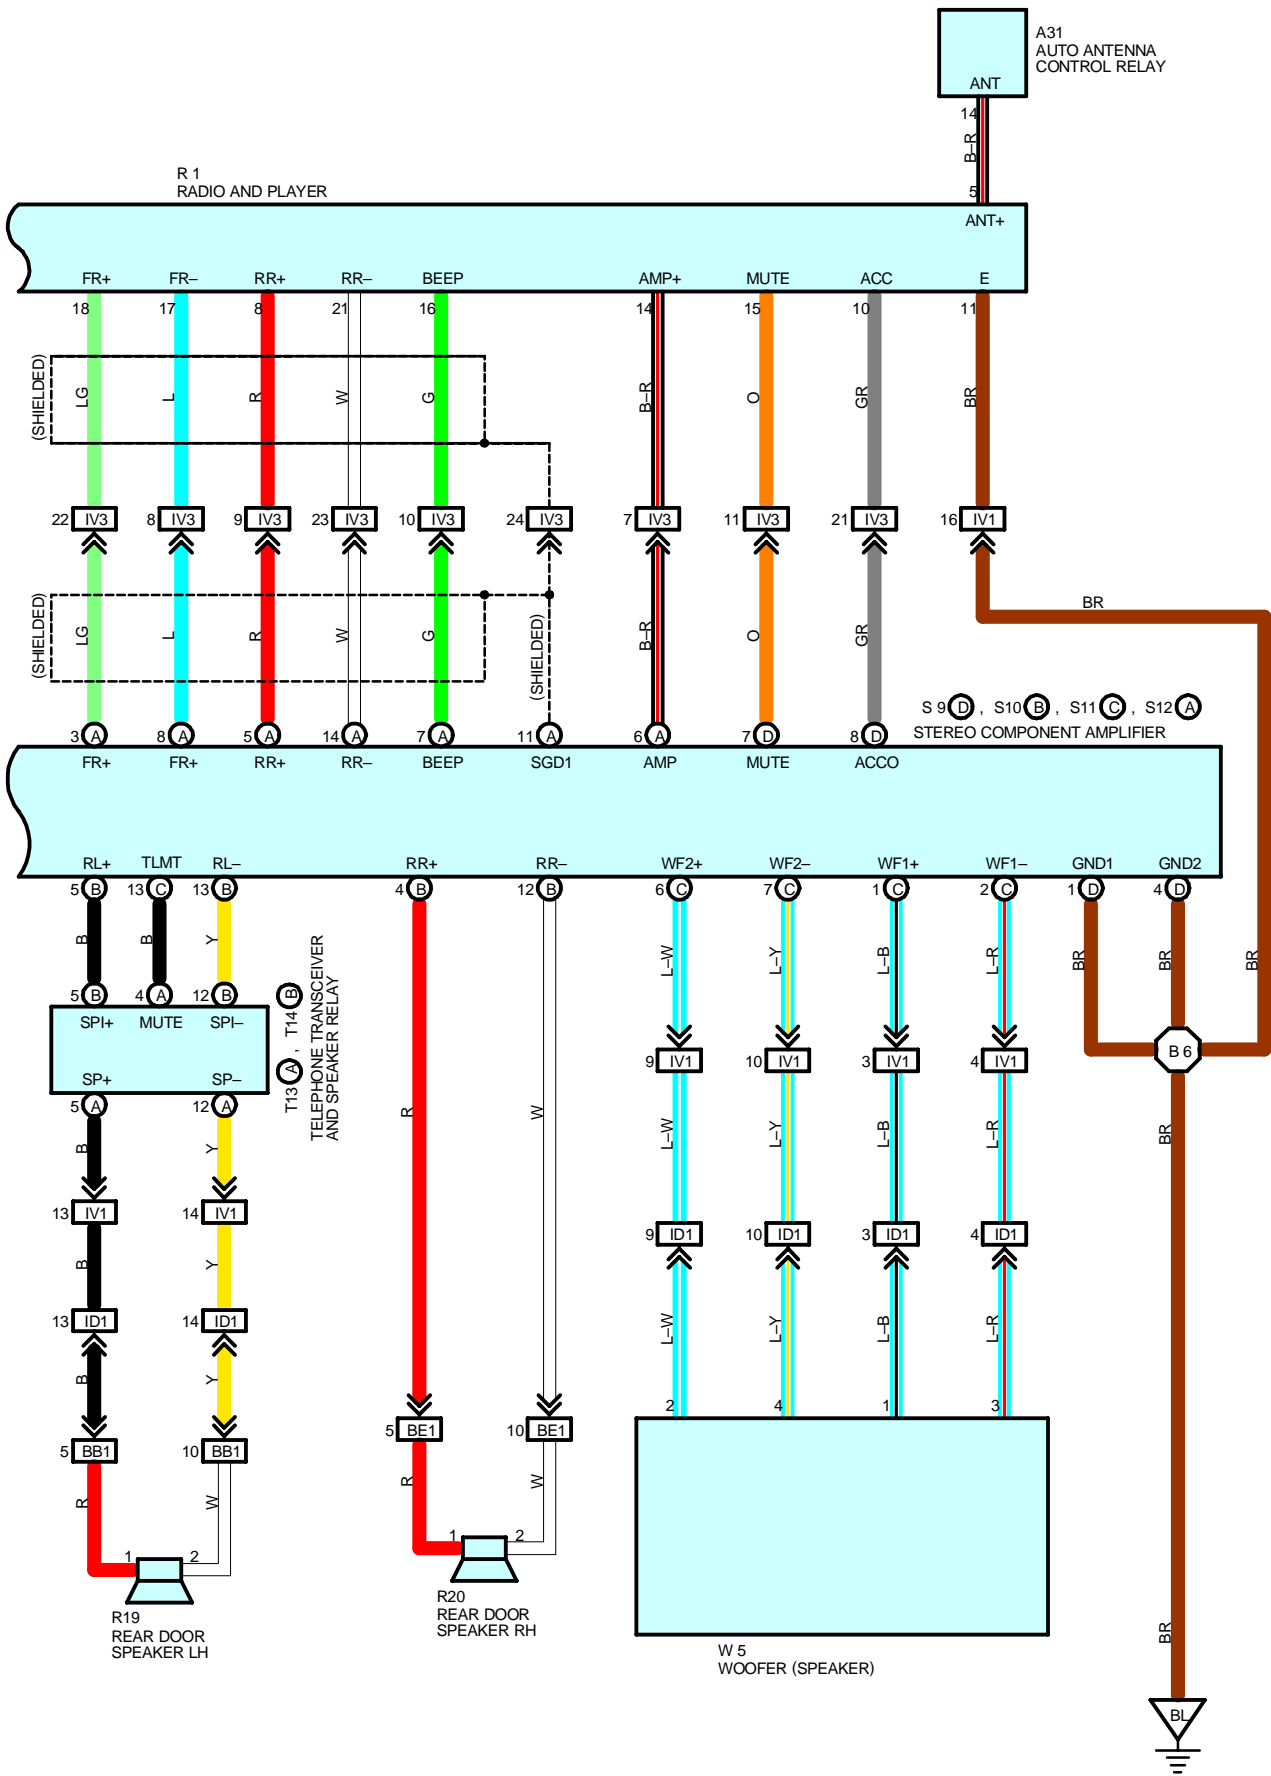 A31
AUTO ANTENNA
CONTROL RELAY
ANT
14
B–R
5
R 1
RADIO AND PLAYER
ANT+
FR+ FR– RR+ RR– BEEP AMP+ MUTE ACC E
18 17 8 21 16 14 15 10 11
(SHIELDED)
LG L R W G B–R O GR BR
22 IV3 8 IV3 9 IV3 23 IV3 10 IV3 24 IV3 7 IV3 11 IV3 21 IV3 16 IV1
BR
(SHIELDED)
LG L R W G (SHIELDED) B–R O GR
S 9 D , S10 B , S11 C , S12 A
STEREO COMPONENT AMPLIFIER
3 A 8 A 5 A 14 A 7 A 11 A 6 A 7 D 8 D
FR+ FR+ RR+ RR– BEEP SGD1 AMP MUTE ACCO
RL+ TLMT RL– RR+ RR– WF2+ WF2– WF1+ WF1– GND1 GND2
5 B 13 C 13 B 4 B 12 B 6 C 7 C 1 C 2 C 1 D 4 D
B B Y L–W L–Y L–B L–R BR BR BR
5 B 4 A 12 B
SPI+ MUTE SPI–
T13 A , T14 B
TELEPHONE TRANSCEIVER
AND SPEAKER RELAY
9 IV1 10 IV1 3 IV1 4 IV1 B 6
SP+ SP–
5 A 12 A
B Y R W L–W L–Y L–B L–R BR
13 IV1 14 IV1
9 ID1 10 ID1 3 ID1 4 ID1
B Y
13 ID1 14 ID1
L–W L–Y L–B L–R
B Y
2 4 1 3
5 BE1 10 BE1
5 BB1 10 BB1
R W
R W
1 2
1 2
R20
REAR DOOR
SPEAKER RH
R19
REAR DOOR
SPEAKER LH
W 5
WOOFER (SPEAKER)
BR
BL